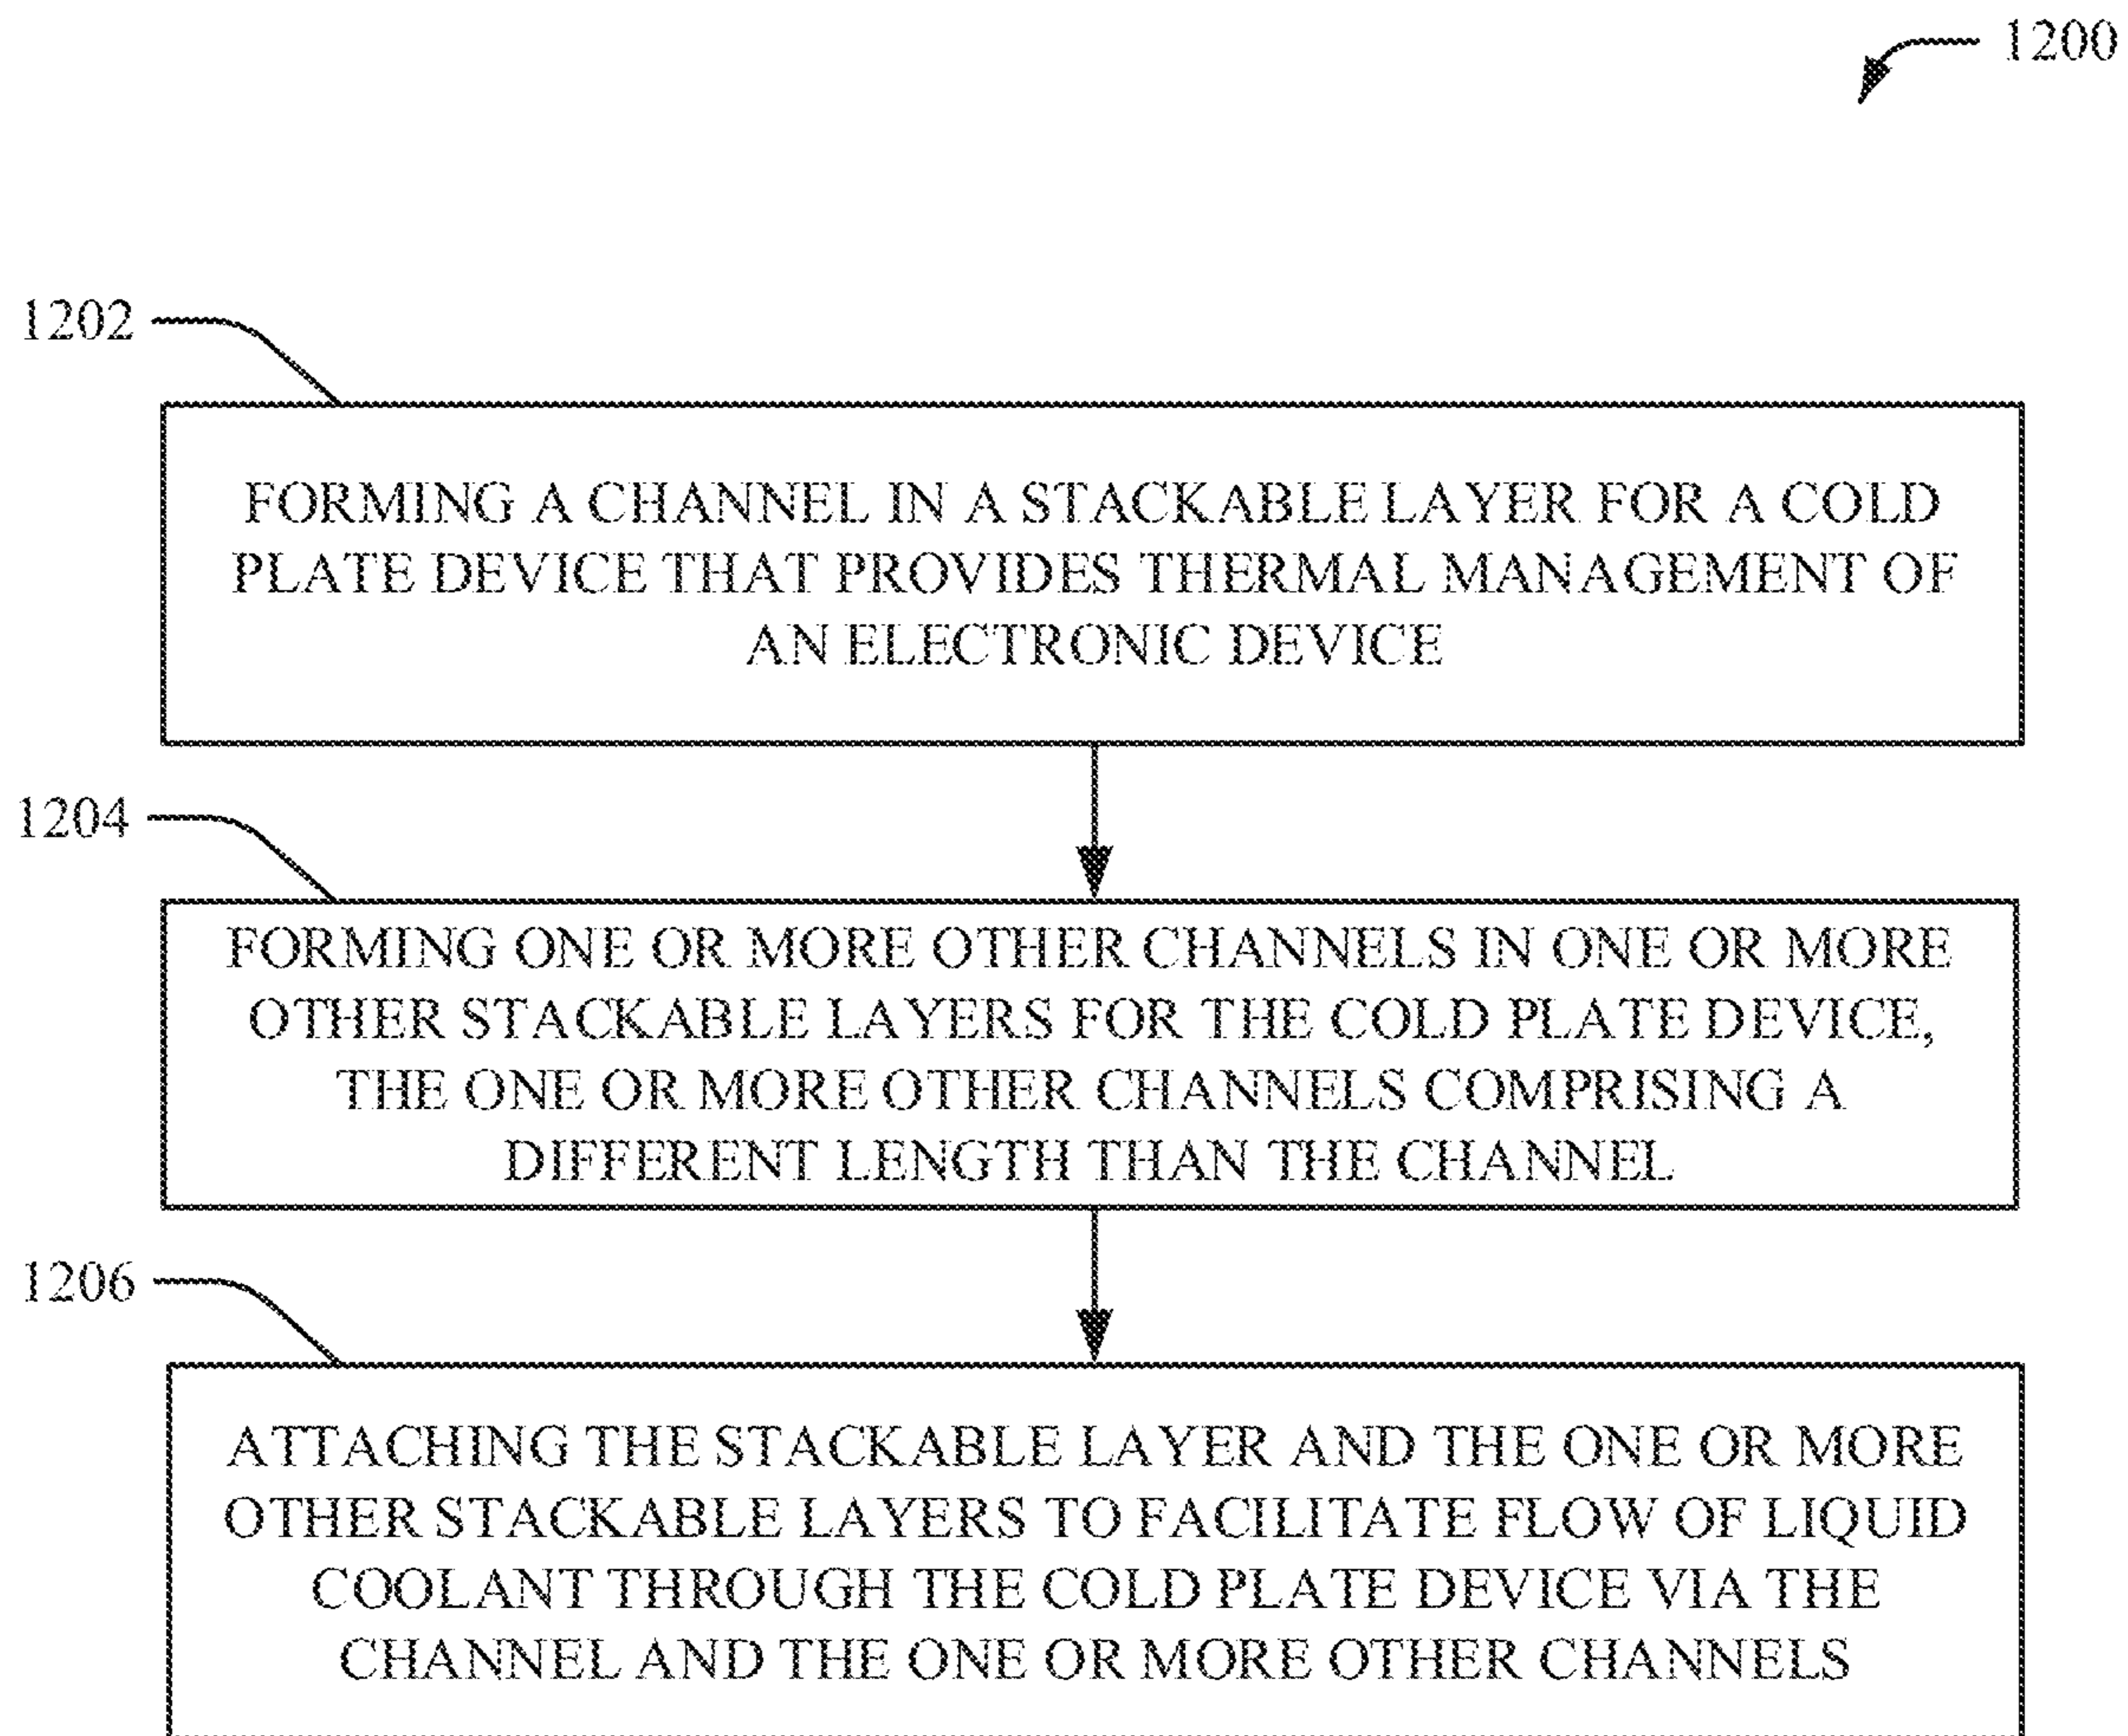 1200
1202
FORMING A CHANNEL IN A STACKABLE LAYER FOR A COLD
PLATE DEVICE THAT PROVIDES THERMAL MANAGEMENT OF
AN ELECTRONIC DEVICE
1204
FORMING ONE OR MORE OTHER CHANNELS IN ONE OR MORE
OTHER STACKABLE LAYERS FOR THE COLD PLATE DEVICE,
THE ONE OR MORE OTHER CHANNELS COMPRISING A
DIFFERENT LENGTH THAN THE CHANNEL
1206
ATTACHING THE STACKABLE LAYER AND THE ONE OR MORE
OTHER STACKABLE LAYERS TO FACILITATE FLOW OF LIQUID
COOLANT THROUGH THE COLD PLATE DEVICE VIA THE
CHANNEL AND THE ONE OR MORE OTHER CHANNELS